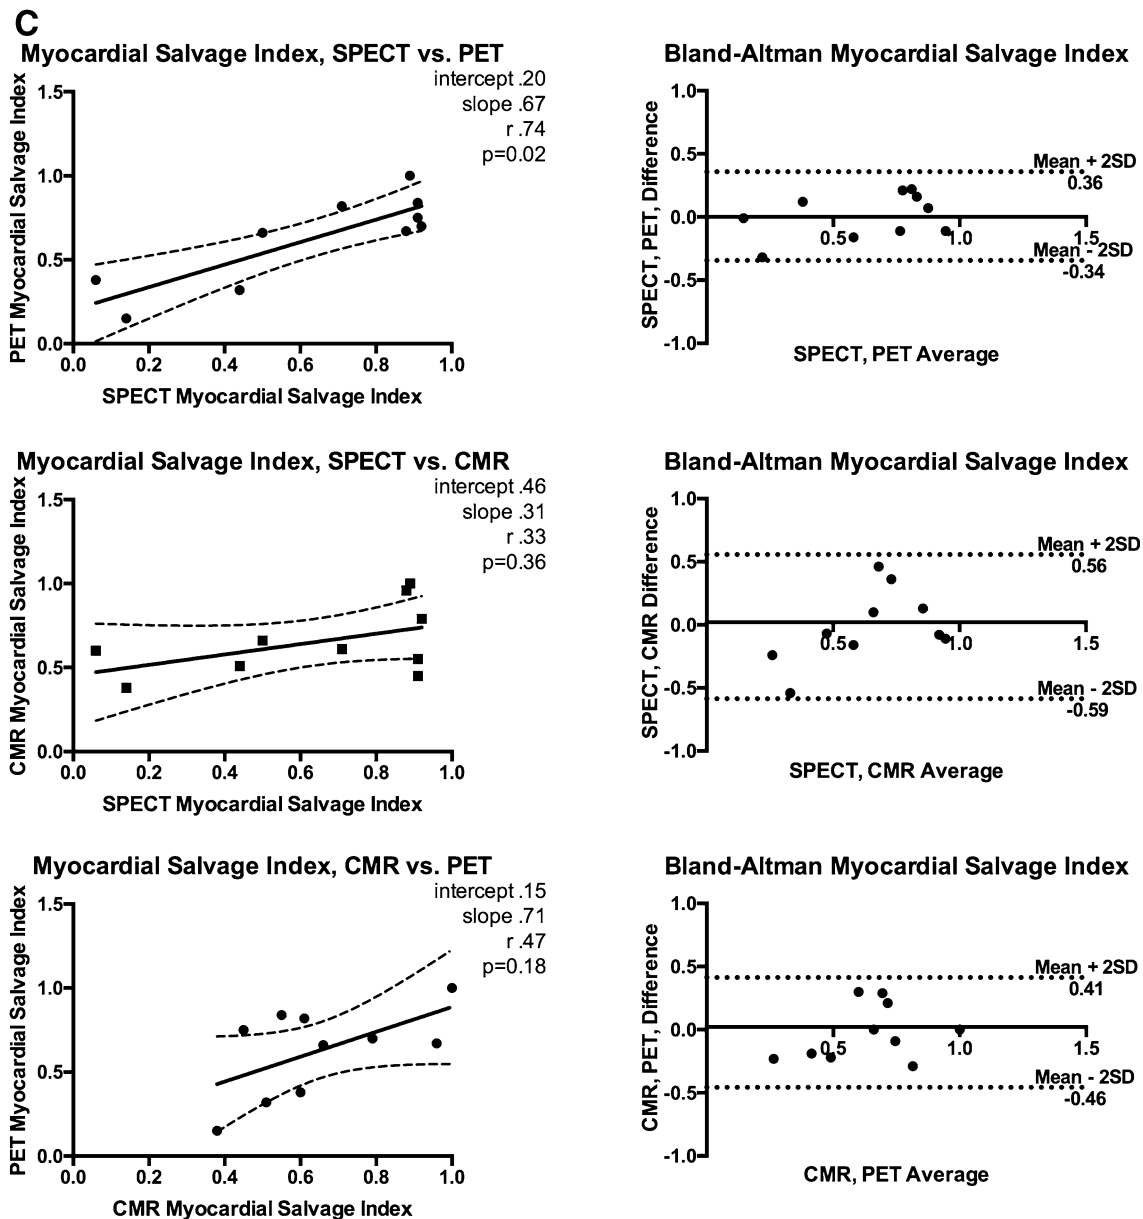 C
Myocardial Salvage Index, SPECT vs. PET
intercept .20
slope .67
r .74
p=0.02
PET Myocardial Salvage Index
1.5
1.0
0.5
0.0
0.0 0.2 0.4 0.6 0.8 1.0
SPECT Myocardial Salvage Index
Bland-Altman Myocardial Salvage Index
SPECT, PET, Difference
1.0
0.5
0.0
-0.5
-1.0
0.5 1.0 1.5
Mean + 2SD
0.36
Mean - 2SD
-0.34
SPECT, PET Average
Myocardial Salvage Index, SPECT vs. CMR
intercept .46
slope .31
r .33
p=0.36
CMR Myocardial Salvage Index
1.5
1.0
0.5
0.0
0.0 0.2 0.4 0.6 0.8 1.0
SPECT Myocardial Salvage Index
Bland-Altman Myocardial Salvage Index
SPECT, CMR Difference
1.0
0.5
0.0
-0.5
-1.0
0.5 1.0 1.5
Mean + 2SD
0.56
Mean - 2SD
-0.59
SPECT, CMR Average
Myocardial Salvage Index, CMR vs. PET
intercept .15
slope .71
r .47
p=0.18
PET Myocardial Salvage Index
1.5
1.0
0.5
0.0
0.0 0.2 0.4 0.6 0.8 1.0
CMR Myocardial Salvage Index
Bland-Altman Myocardial Salvage Index
CMR, PET, Difference
1.0
0.5
0.0
-0.5
-1.0
0.5 1.0 1.5
Mean + 2SD
0.41
Mean - 2SD
-0.46
CMR, PET Average